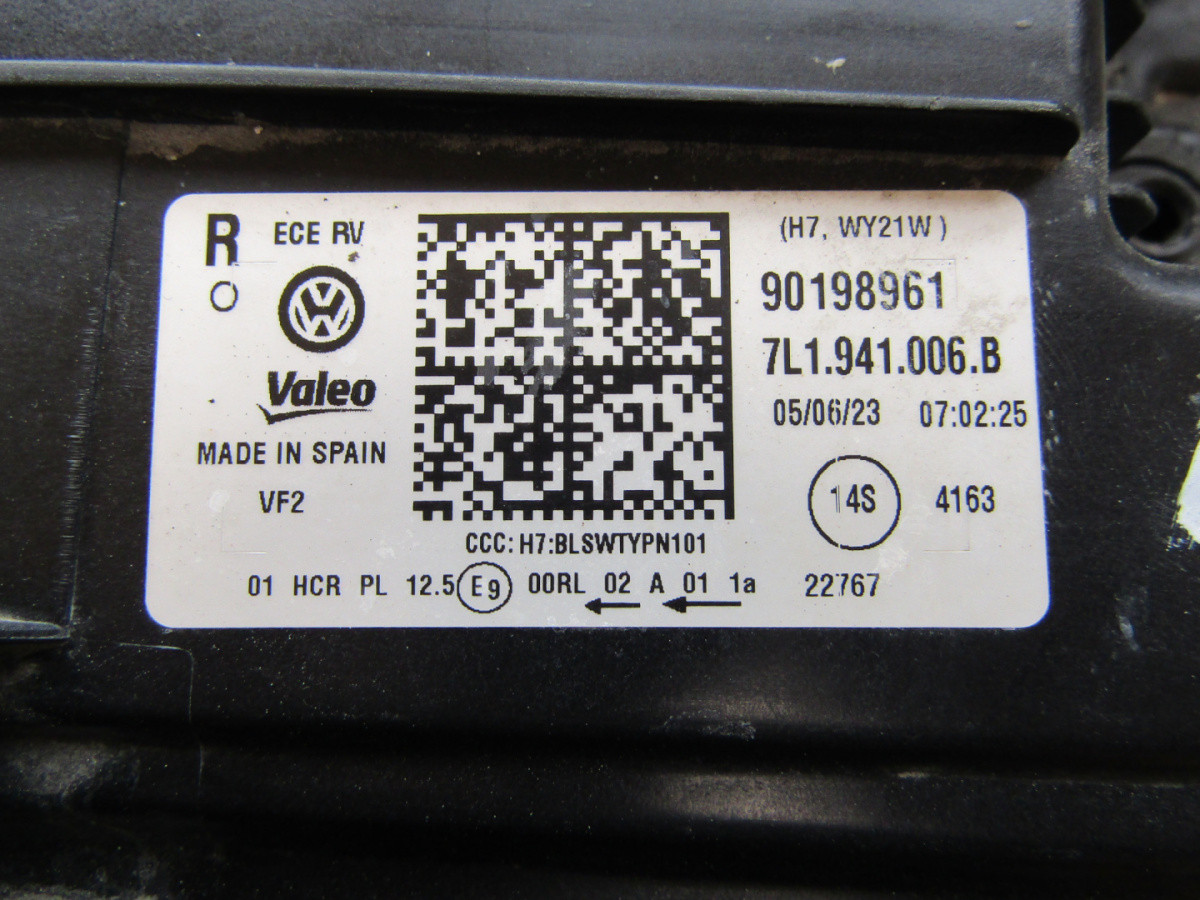 R ECE RV
(H7, WY21W)
90198961
Valeo
7L1.941.006.B
05/06/23 07:02:25
MADE IN SPAIN
VF2
14S 4163
CCC: H7:BLSWTYPN101
01 HCR PL 12.5 E9 00RL 02 A 01 1a 22767